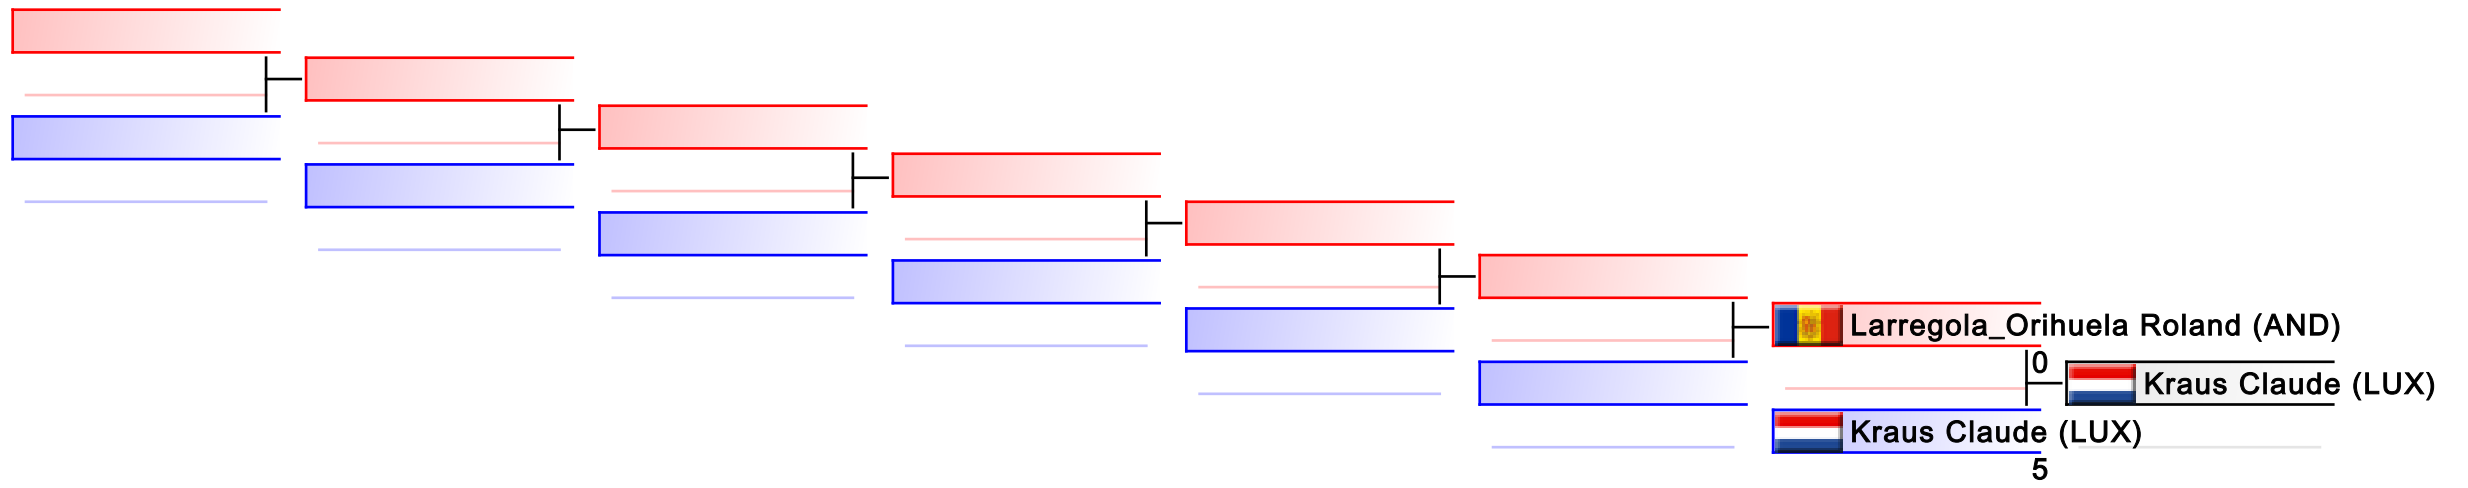 Larregola_Orihuela Roland (AND)
0
Kraus Claude (LUX)
Kraus Claude (LUX)
5